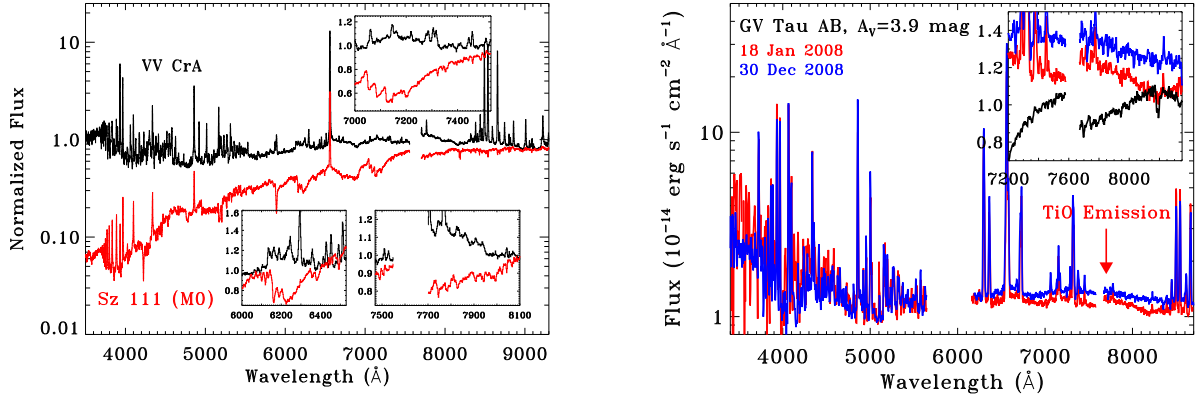 10
1.0
0.10
0.01
Normalized Flux
VV CrA
Sz 111 (M0)
1.2
1.0
0.8
0.6
7000 7200 7400
1.6
1.4
1.2
1.0
0.8
6000 6200 6400
1.2
1.0
0.8
7500 7700 7900 8100
4000 5000 6000 7000 8000 9000
Wavelength (Å)
GV Tau AB, AV=3.9 mag
18 Jan 2008
30 Dec 2008
10
1
Flux (10−14 erg s−1 cm−2 Å−1)
1.4
1.2
1.0
0.8
7200 7600 8000
TiO Emission
4000 5000 6000 7000 8000
Wavelength (Å)